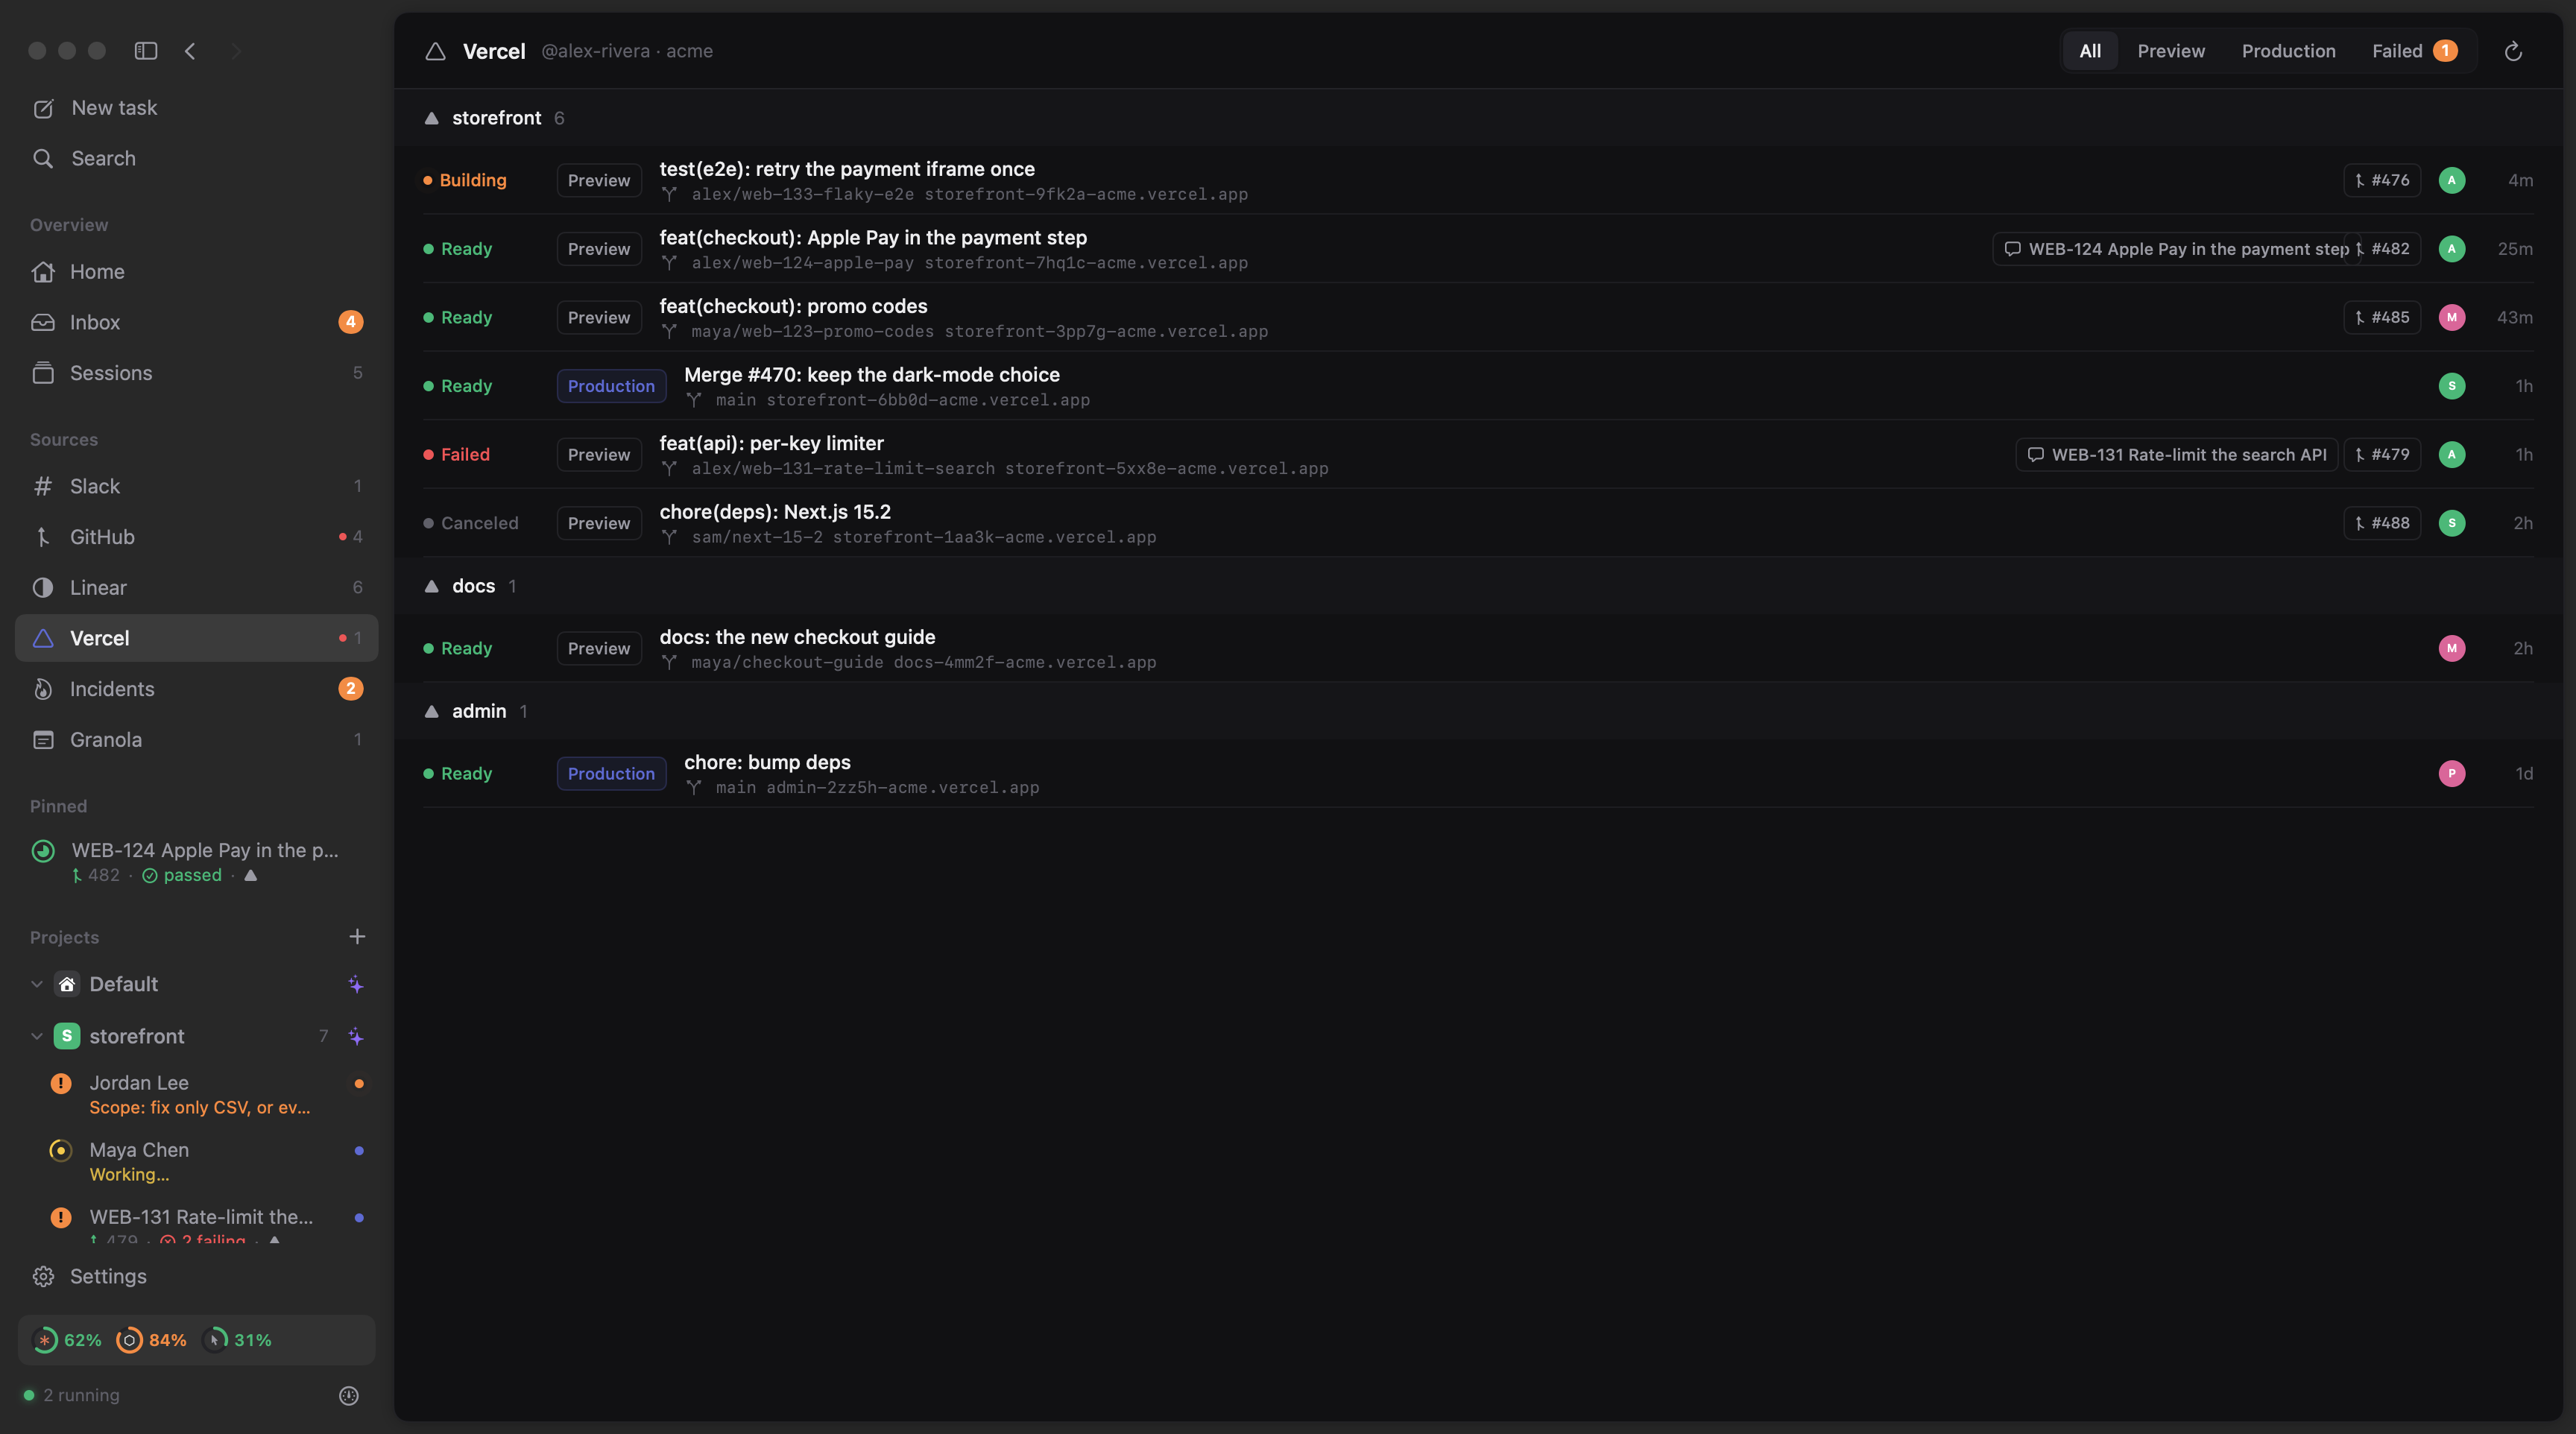 New task
Search
Overview
Home
Inbox 4
Sessions 5
Sources
Slack 1
GitHub 4
Linear 6
Vercel 1
Incidents 2
Granola 1
Pinned
WEB-124 Apple Pay in the p...
482 · passed ·
Projects
Default
S storefront 7
Jordan Lee
Scope: fix only CSV, or ev...
Maya Chen
Working...
WEB-131 Rate-limit the...
479 · 2 failing ·
Settings
62% 84% 31%
2 running
Vercel @alex-rivera · acme
All Preview Production Failed 1
storefront 6
Building Preview test(e2e): retry the payment iframe once #476 A 4m
alex/web-133-flaky-e2e storefront-9fk2a-acme.vercel.app
Ready Preview feat(checkout): Apple Pay in the payment step WEB-124 Apple Pay in the payment step #482 A 25m
alex/web-124-apple-pay storefront-7hq1c-acme.vercel.app
Ready Preview feat(checkout): promo codes #485 M 43m
maya/web-123-promo-codes storefront-3pp7g-acme.vercel.app
Ready Production Merge #470: keep the dark-mode choice S 1h
main storefront-6bb0d-acme.vercel.app
Failed Preview feat(api): per-key limiter WEB-131 Rate-limit the search API #479 A 1h
alex/web-131-rate-limit-search storefront-5xx8e-acme.vercel.app
Canceled Preview chore(deps): Next.js 15.2 #488 S 2h
sam/next-15-2 storefront-1aa3k-acme.vercel.app
docs 1
Ready Preview docs: the new checkout guide M 2h
maya/checkout-guide docs-4mm2f-acme.vercel.app
admin 1
Ready Production chore: bump deps P 1d
main admin-2zz5h-acme.vercel.app